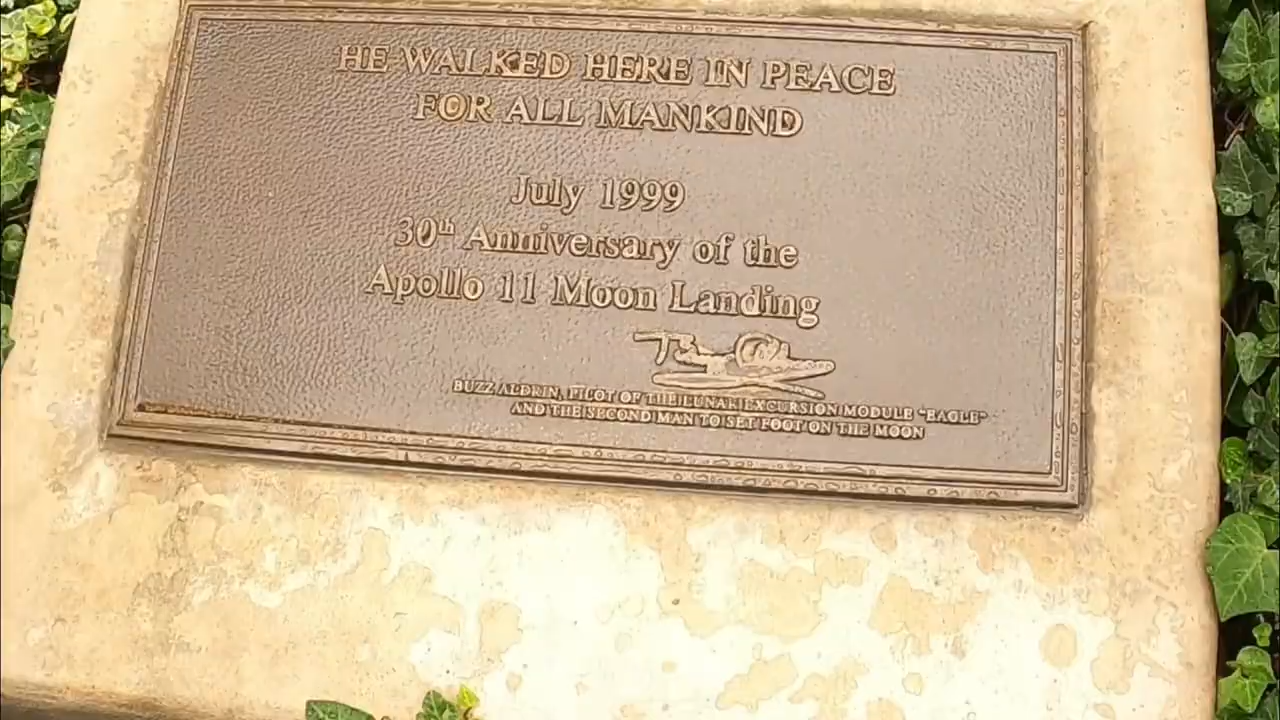 HE WALKED HERE IN PEACE
FOR ALL MANKIND
July 1999
30th Anniversary of the
Apollo 11 Moon Landing
BUZZ ALDRIN, PILOT OF THE LUNAR EXCURSION MODULE "EAGLE"
AND THE SECOND MAN TO SET FOOT ON THE MOON